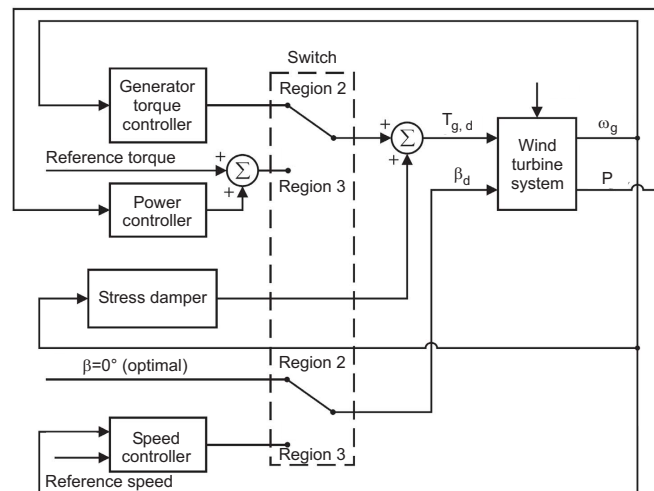 Switch
Generator
torque
controller
Region 2
Reference torque
+
+
Σ
Region 3
Power
controller
+
+
Σ
T g, d
β d
Wind
turbine
system
ω g
P
Stress damper
β=0° (optimal)
Region 2
Speed
controller
Region 3
Reference speed